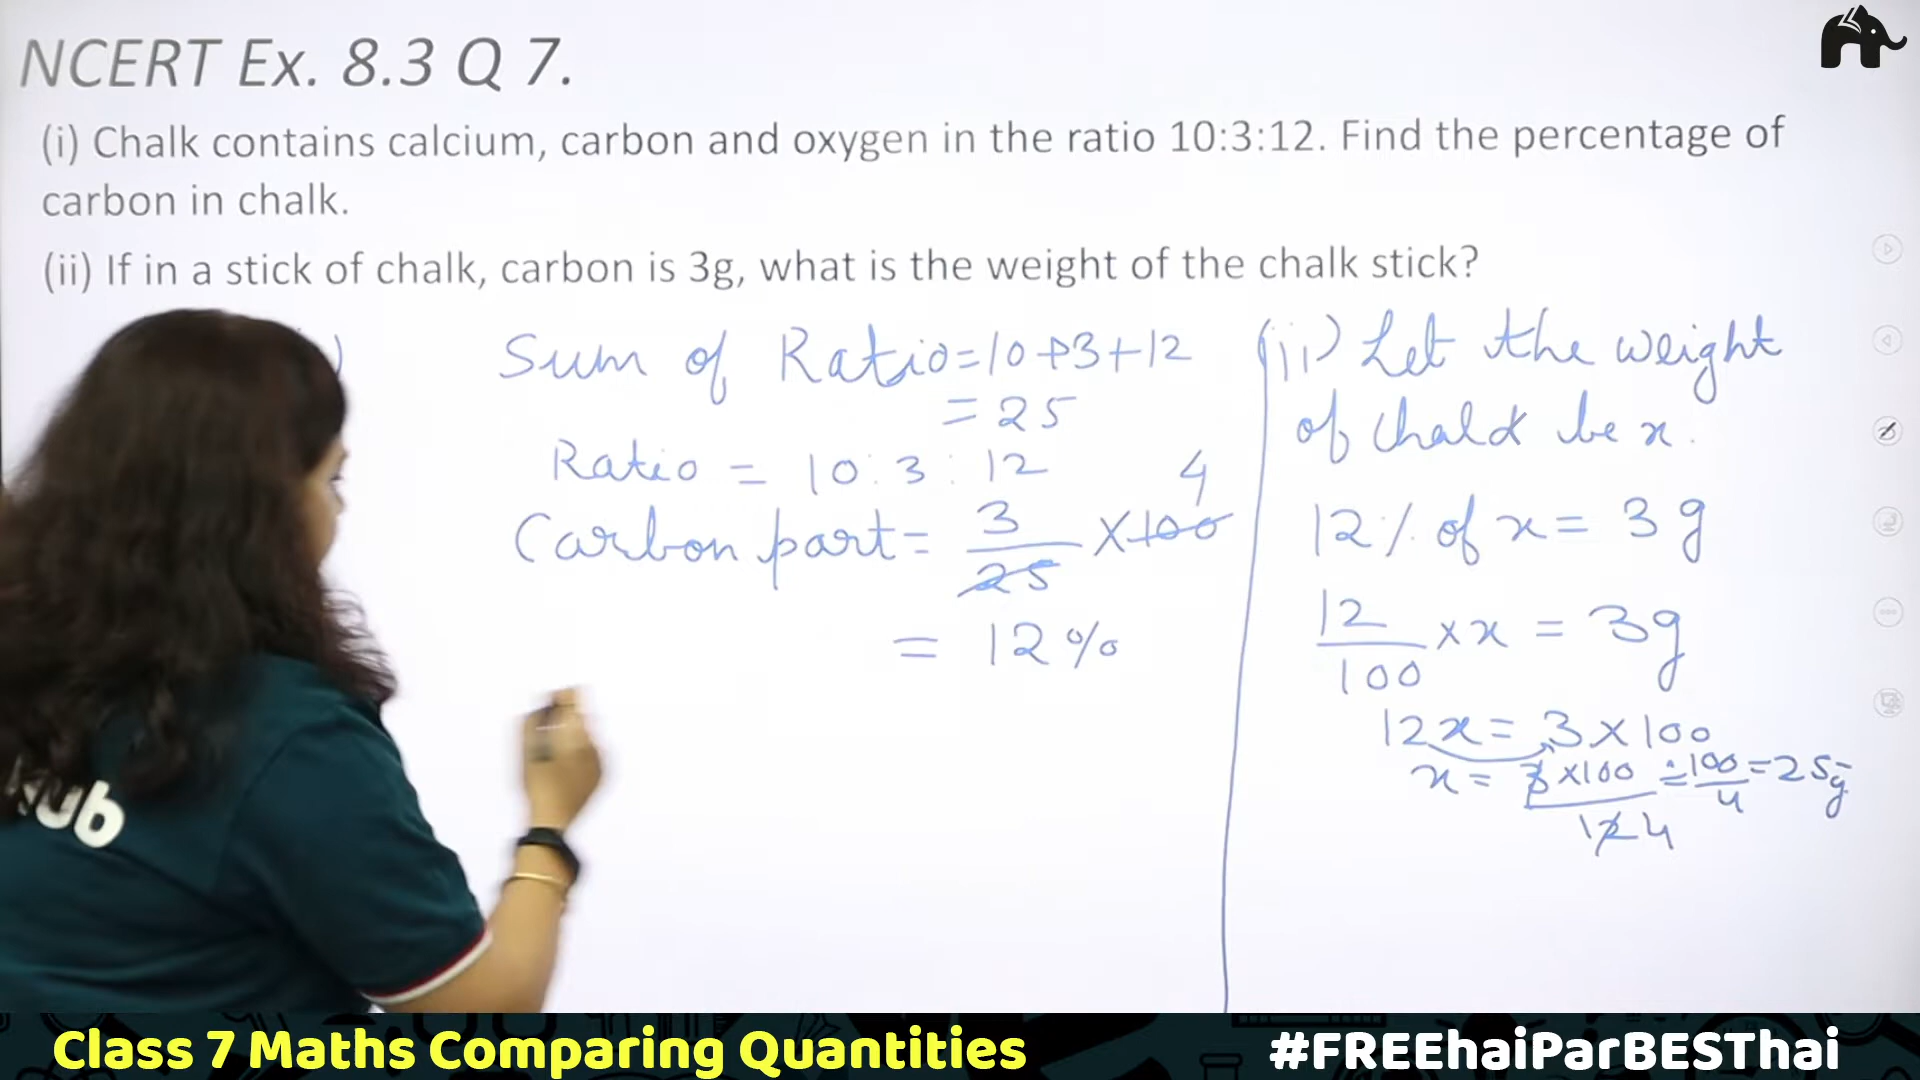 NCERT Ex. 8.3 Q 7.
(i) Chalk contains calcium, carbon and oxygen in the ratio 10:3:12. Find the percentage of
carbon in chalk.
(ii) If in a stick of chalk, carbon is 3g, what is the weight of the chalk stick?
)
Sum of Ratio=10+3+12
= 25
Ratio = 10:3:12
4
Carbon part = 3/25 × 100
= 12%
(ii) Let the weight
of chalk be x.
12% of x = 3g
12/100 × x = 3g
12x = 3 × 100
x = 3 × 100 / 12 4 = 100/4 = 25g
ub
Class 7 Maths Comparing Quantities
#FREEhaiParBESThai